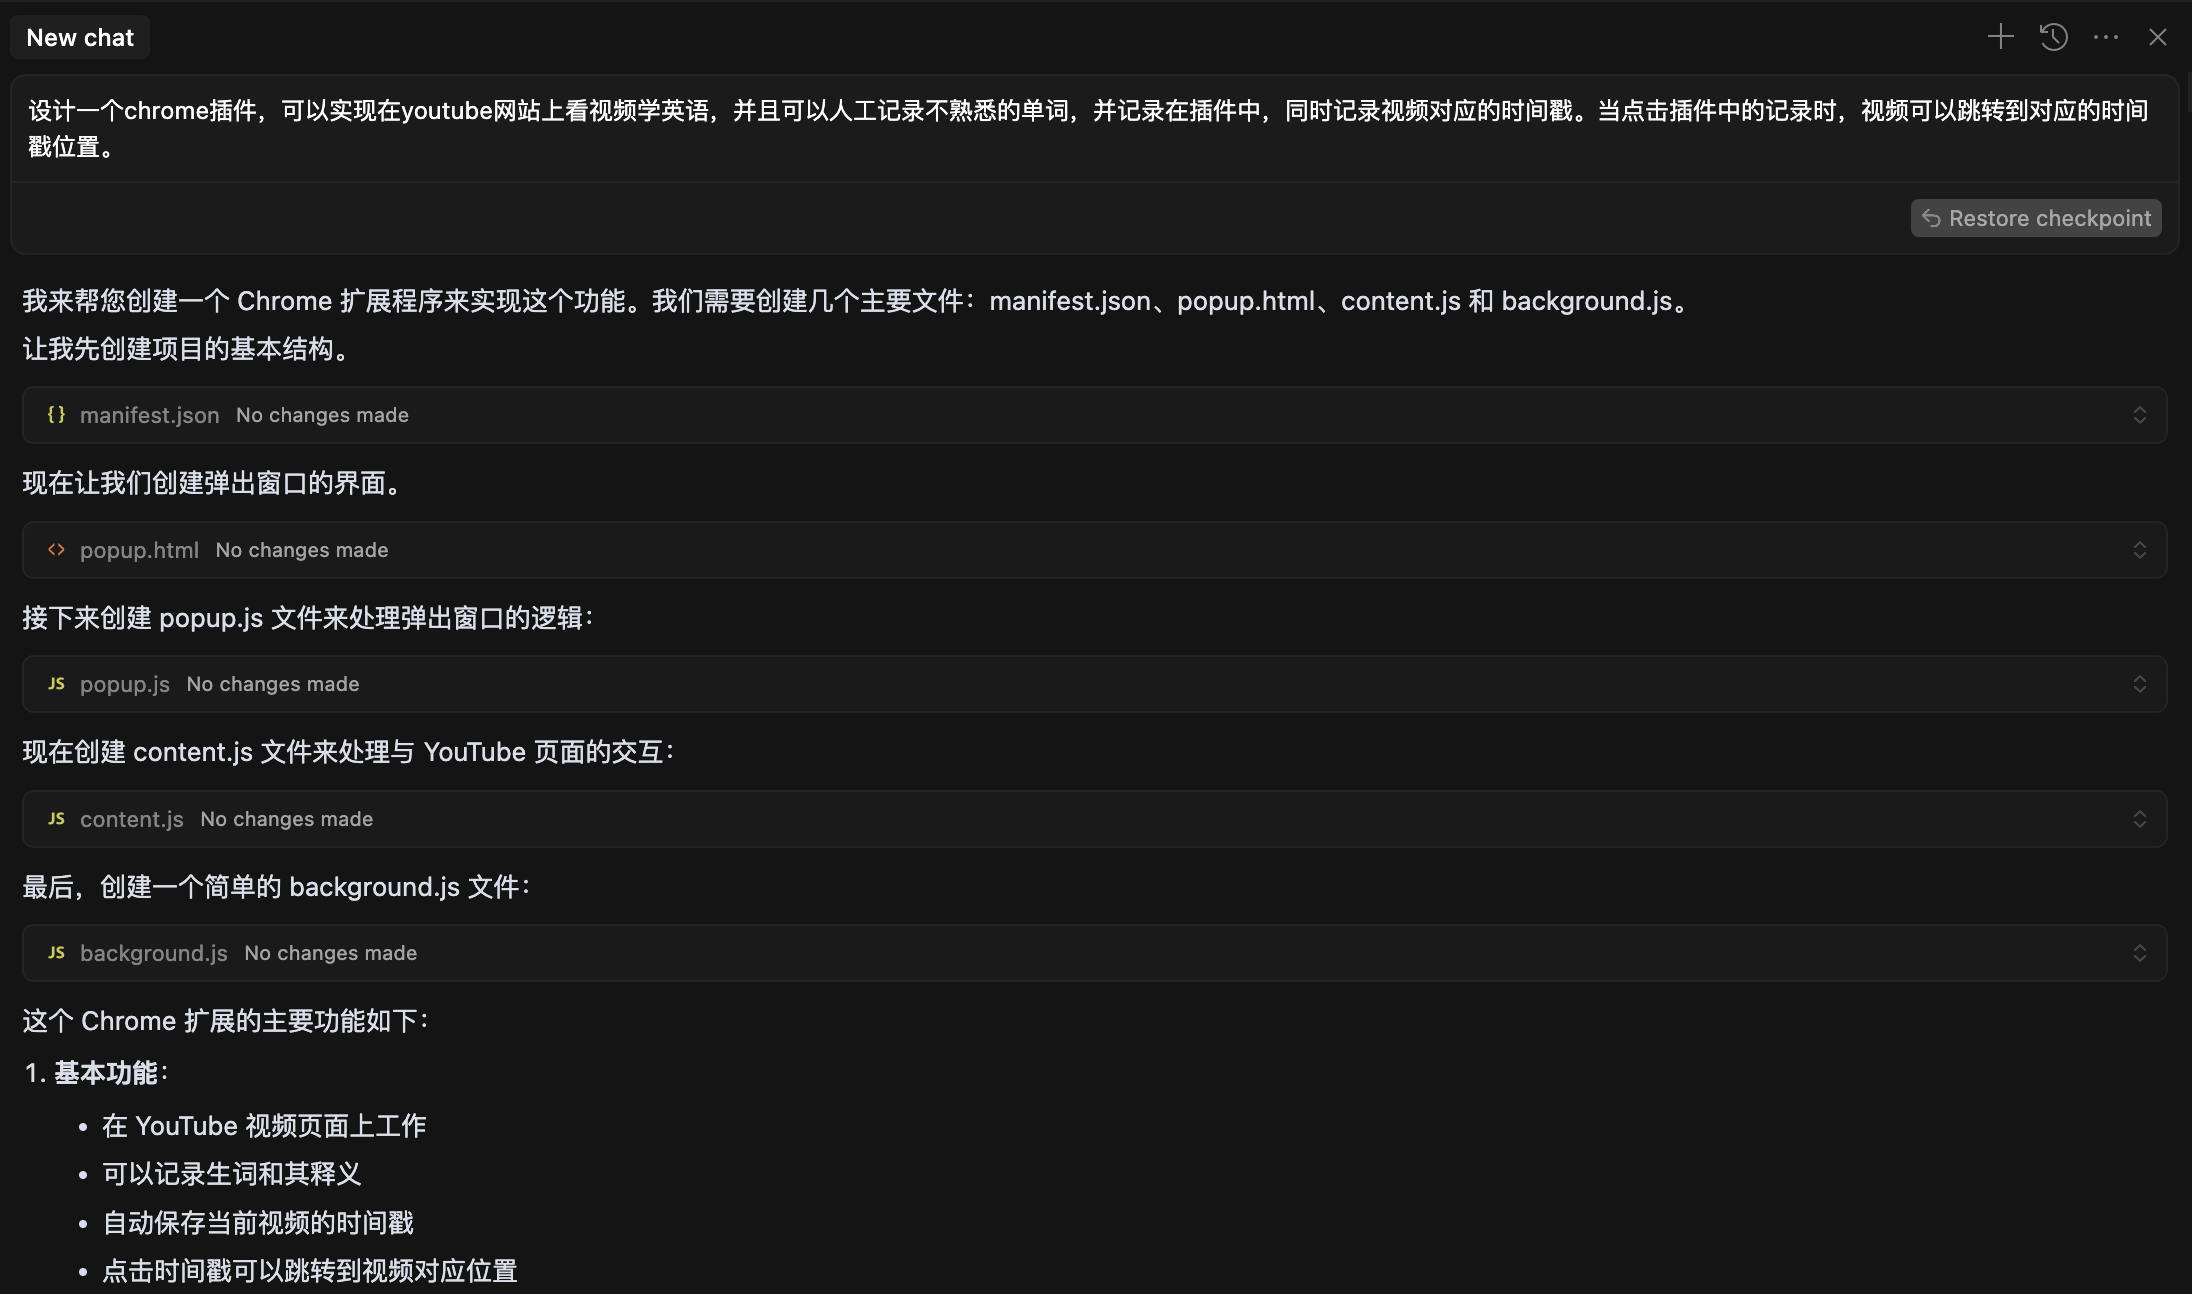 New chat
设计一个chrome插件，可以实现在youtube网站上看视频学英语，并且可以人工记录不熟悉的单词，并记录在插件中，同时记录视频对应的时间戳。当点击插件中的记录时，视频可以跳转到对应的时间
戳位置。
Restore checkpoint
我来帮您创建一个 Chrome 扩展程序来实现这个功能。我们需要创建几个主要文件：manifest.json、popup.html、content.js 和 background.js。
让我先创建项目的基本结构。
{} manifest.json No changes made
现在让我们创建弹出窗口的界面。
<> popup.html No changes made
接下来创建 popup.js 文件来处理弹出窗口的逻辑：
JS popup.js No changes made
现在创建 content.js 文件来处理与 YouTube 页面的交互：
JS content.js No changes made
最后，创建一个简单的 background.js 文件：
JS background.js No changes made
这个 Chrome 扩展的主要功能如下：
1. 基本功能：
• 在 YouTube 视频页面上工作
• 可以记录生词和其释义
• 自动保存当前视频的时间戳
• 点击时间戳可以跳转到视频对应位置